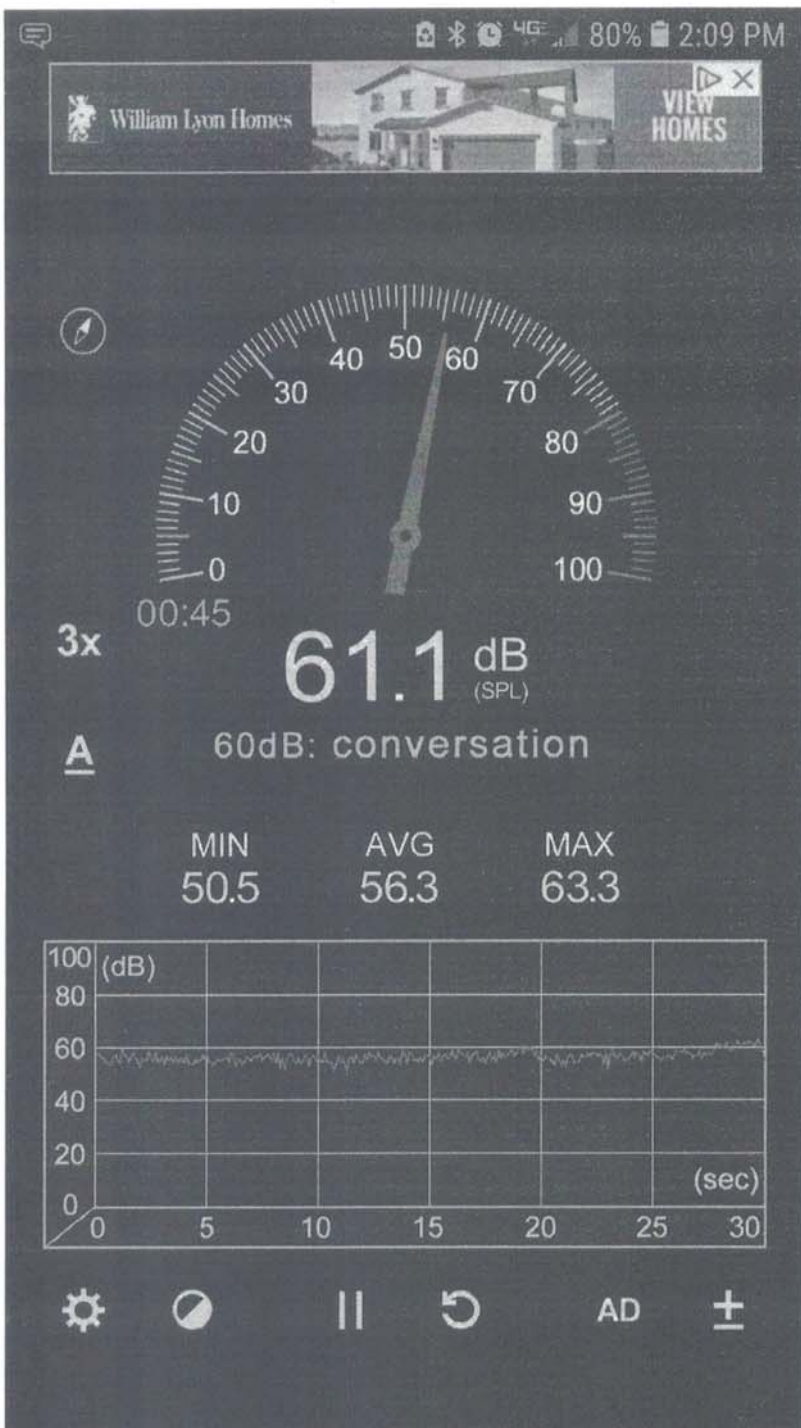 4GE 80% 2:09 PM
William Lyon Homes
VIEW
HOMES
0
10
20
30
40
50
60
70
80
90
100
00:45
3x
61.1 dB
(SPL)
A
60dB: conversation
MIN AVG MAX
50.5 56.3 63.3
100 (dB)
80
60
40
20
0
(sec)
0 5 10 15 20 25 30
AD